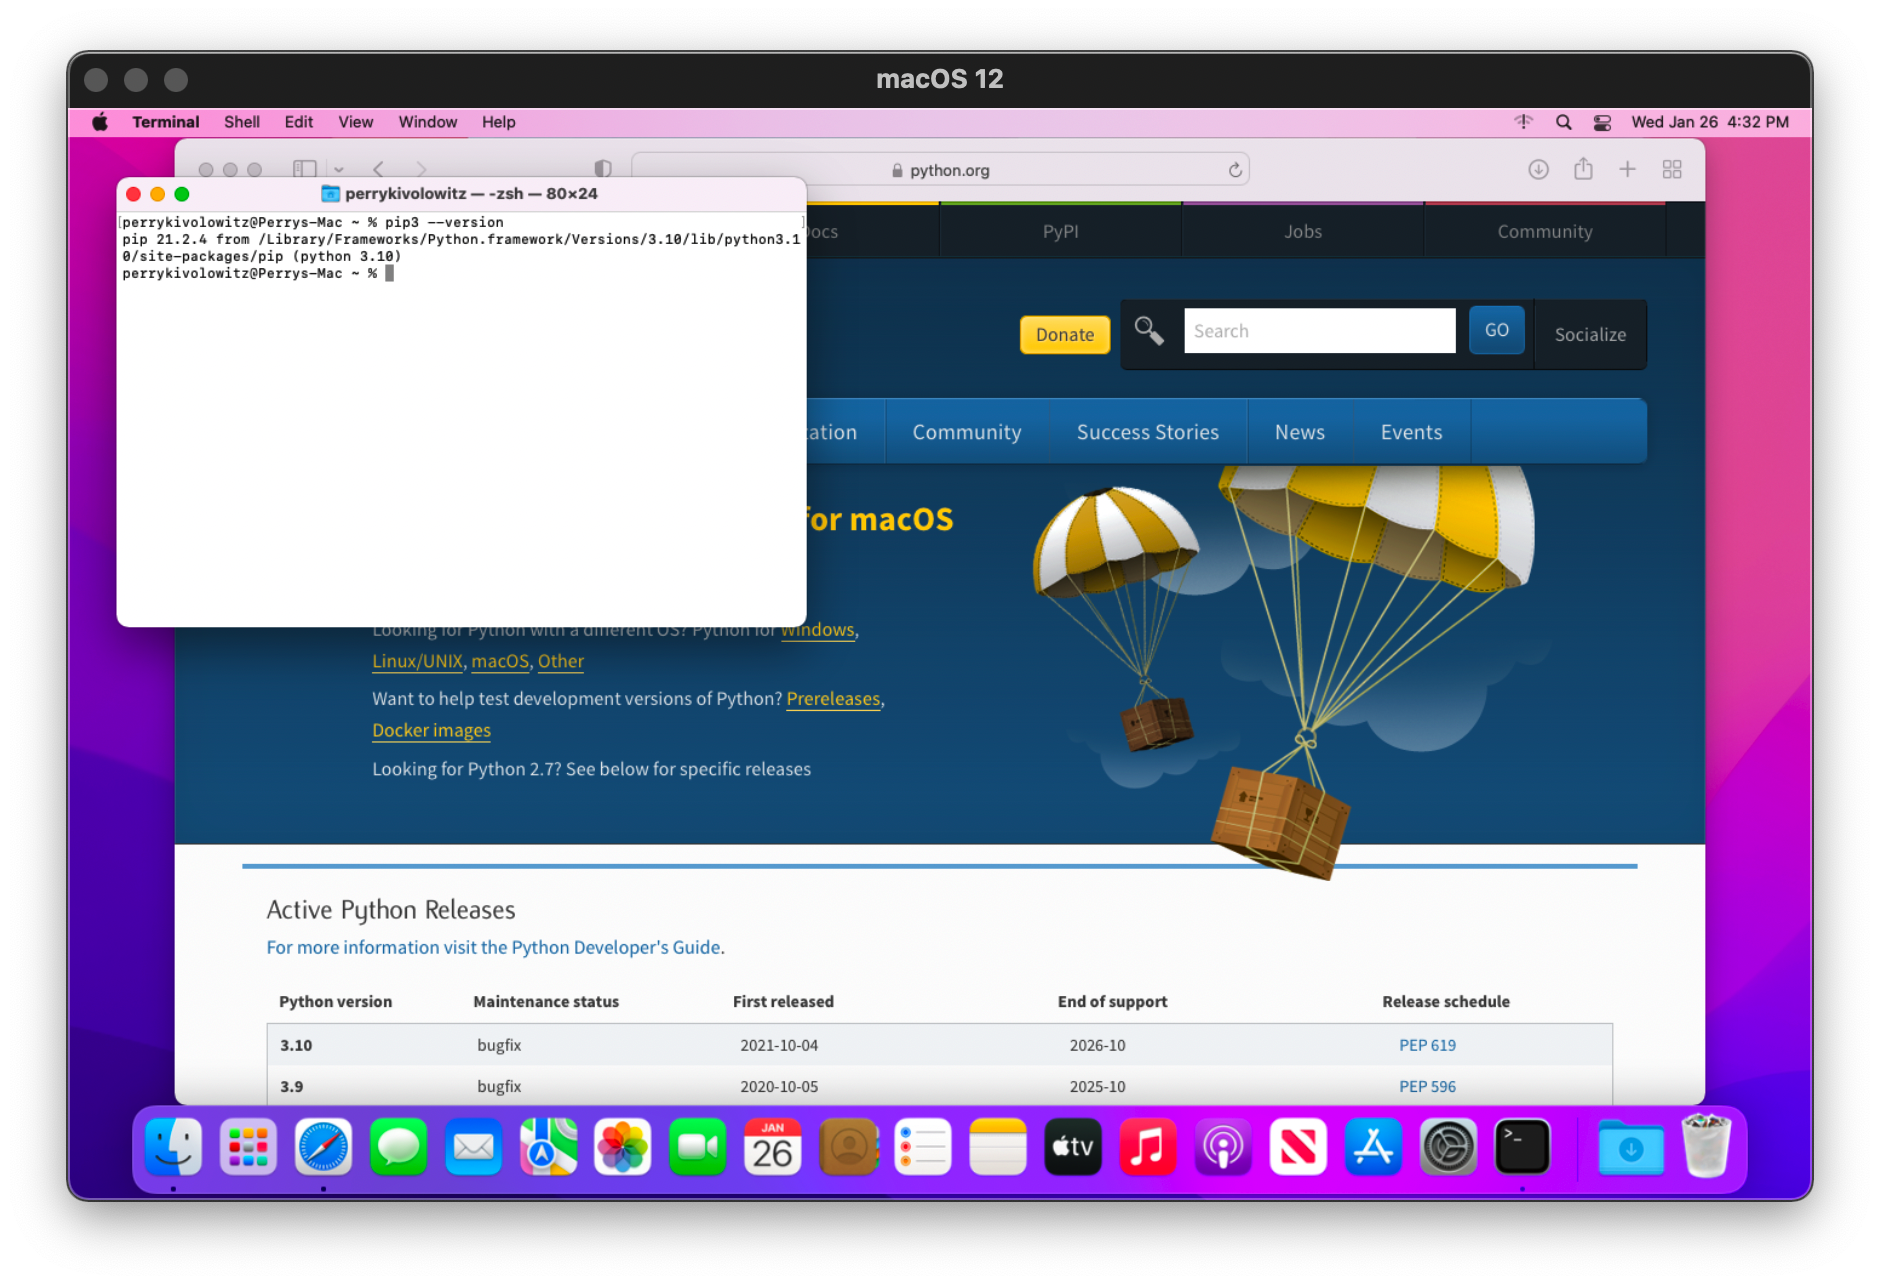 macOS 12
Terminal Shell Edit View Window Help
Wed Jan 26 4:32 PM
python.org
perrykivolowitz — -zsh — 80×24
perrykivolowitz@Perrys-Mac ~ % pip3 --version
pip 21.2.4 from /Library/Frameworks/Python.framework/Versions/3.10/lib/python3.1
0/site-packages/pip (python 3.10)
perrykivolowitz@Perrys-Mac ~ %
PyPI Jobs Community
Donate Search GO Socialize
Community Success Stories News Events
for macOS
Looking for Python with a different OS? Python for Windows,
Linux/UNIX, macOS, Other
Want to help test development versions of Python? Prereleases,
Docker images
Looking for Python 2.7? See below for specific releases
Active Python Releases
For more information visit the Python Developer's Guide.
Python version Maintenance status First released End of support Release schedule
3.10 bugfix 2021-10-04 2026-10 PEP 619
3.9 bugfix 2020-10-05 2025-10 PEP 596
JAN
26
tv
>_